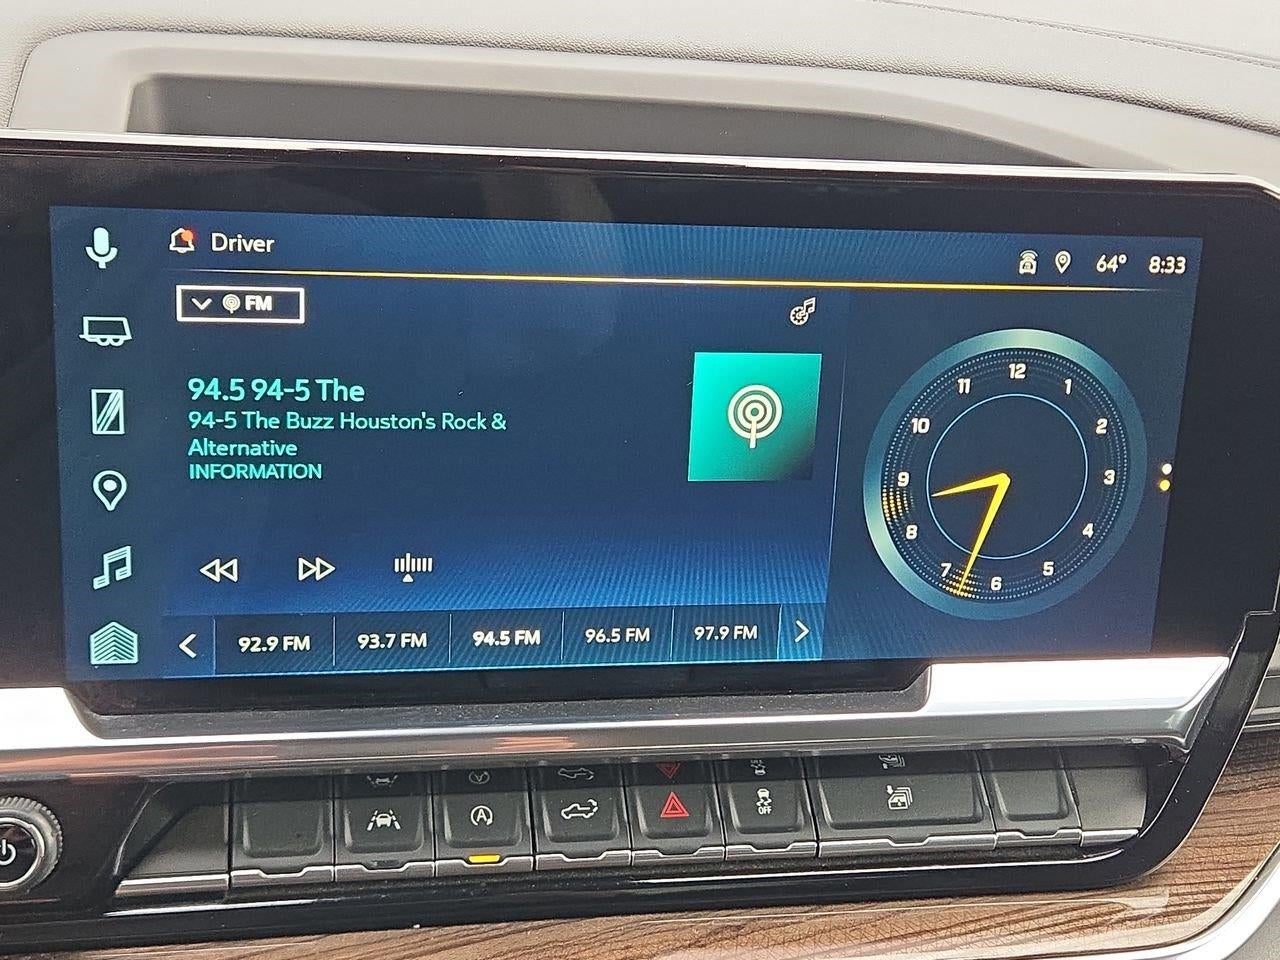 Driver
64° 8:33
FM
94.5 94-5 The
94-5 The Buzz Houston's Rock &
Alternative
INFORMATION
12
1
2
3
4
5
6
7
8
9
10
11
92.9 FM 93.7 FM 94.5 FM 96.5 FM 97.9 FM
A
OFF